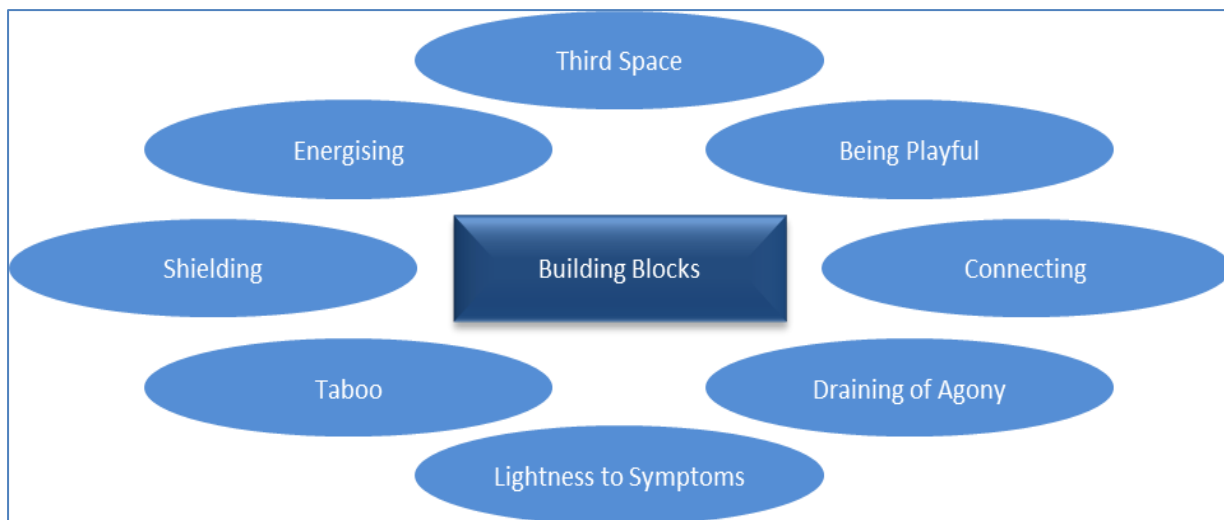 Third Space
Energising
Being Playful
Shielding
Building Blocks
Connecting
Taboo
Draining of Agony
Lightness to Symptoms